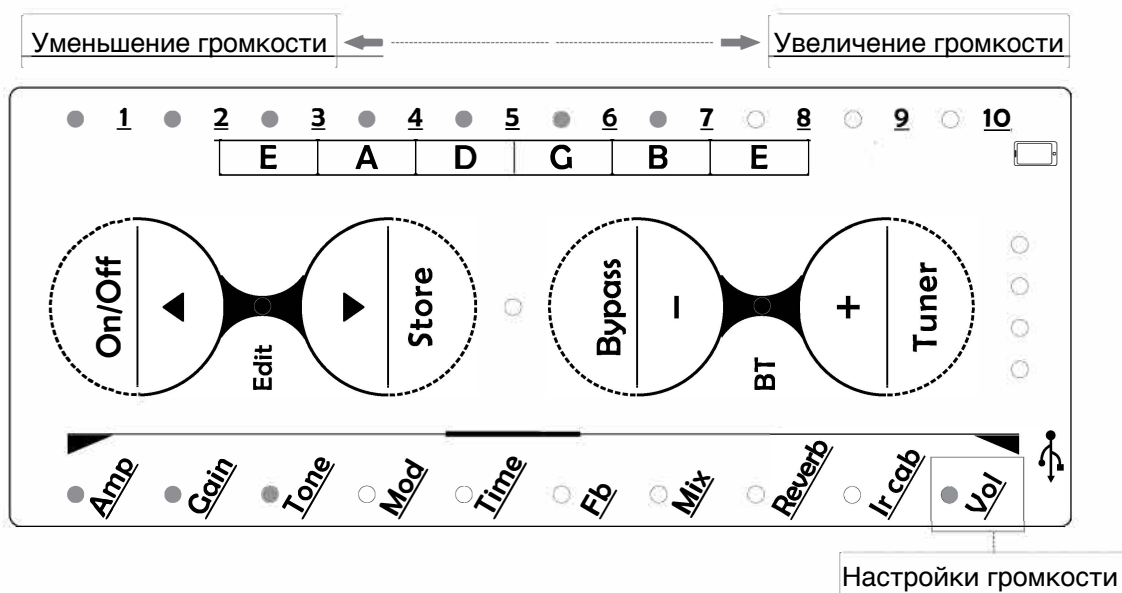 Уменьшение громкости Увеличение громкости
1 2 3 4 5 6 7 8 9 10
E A D G B E
On/Off Edit Store Bypass − BT + Tuner
Amp Gain Tone Mod Time Fb Mix Reverb Ir cab Vol
Настройки громкости